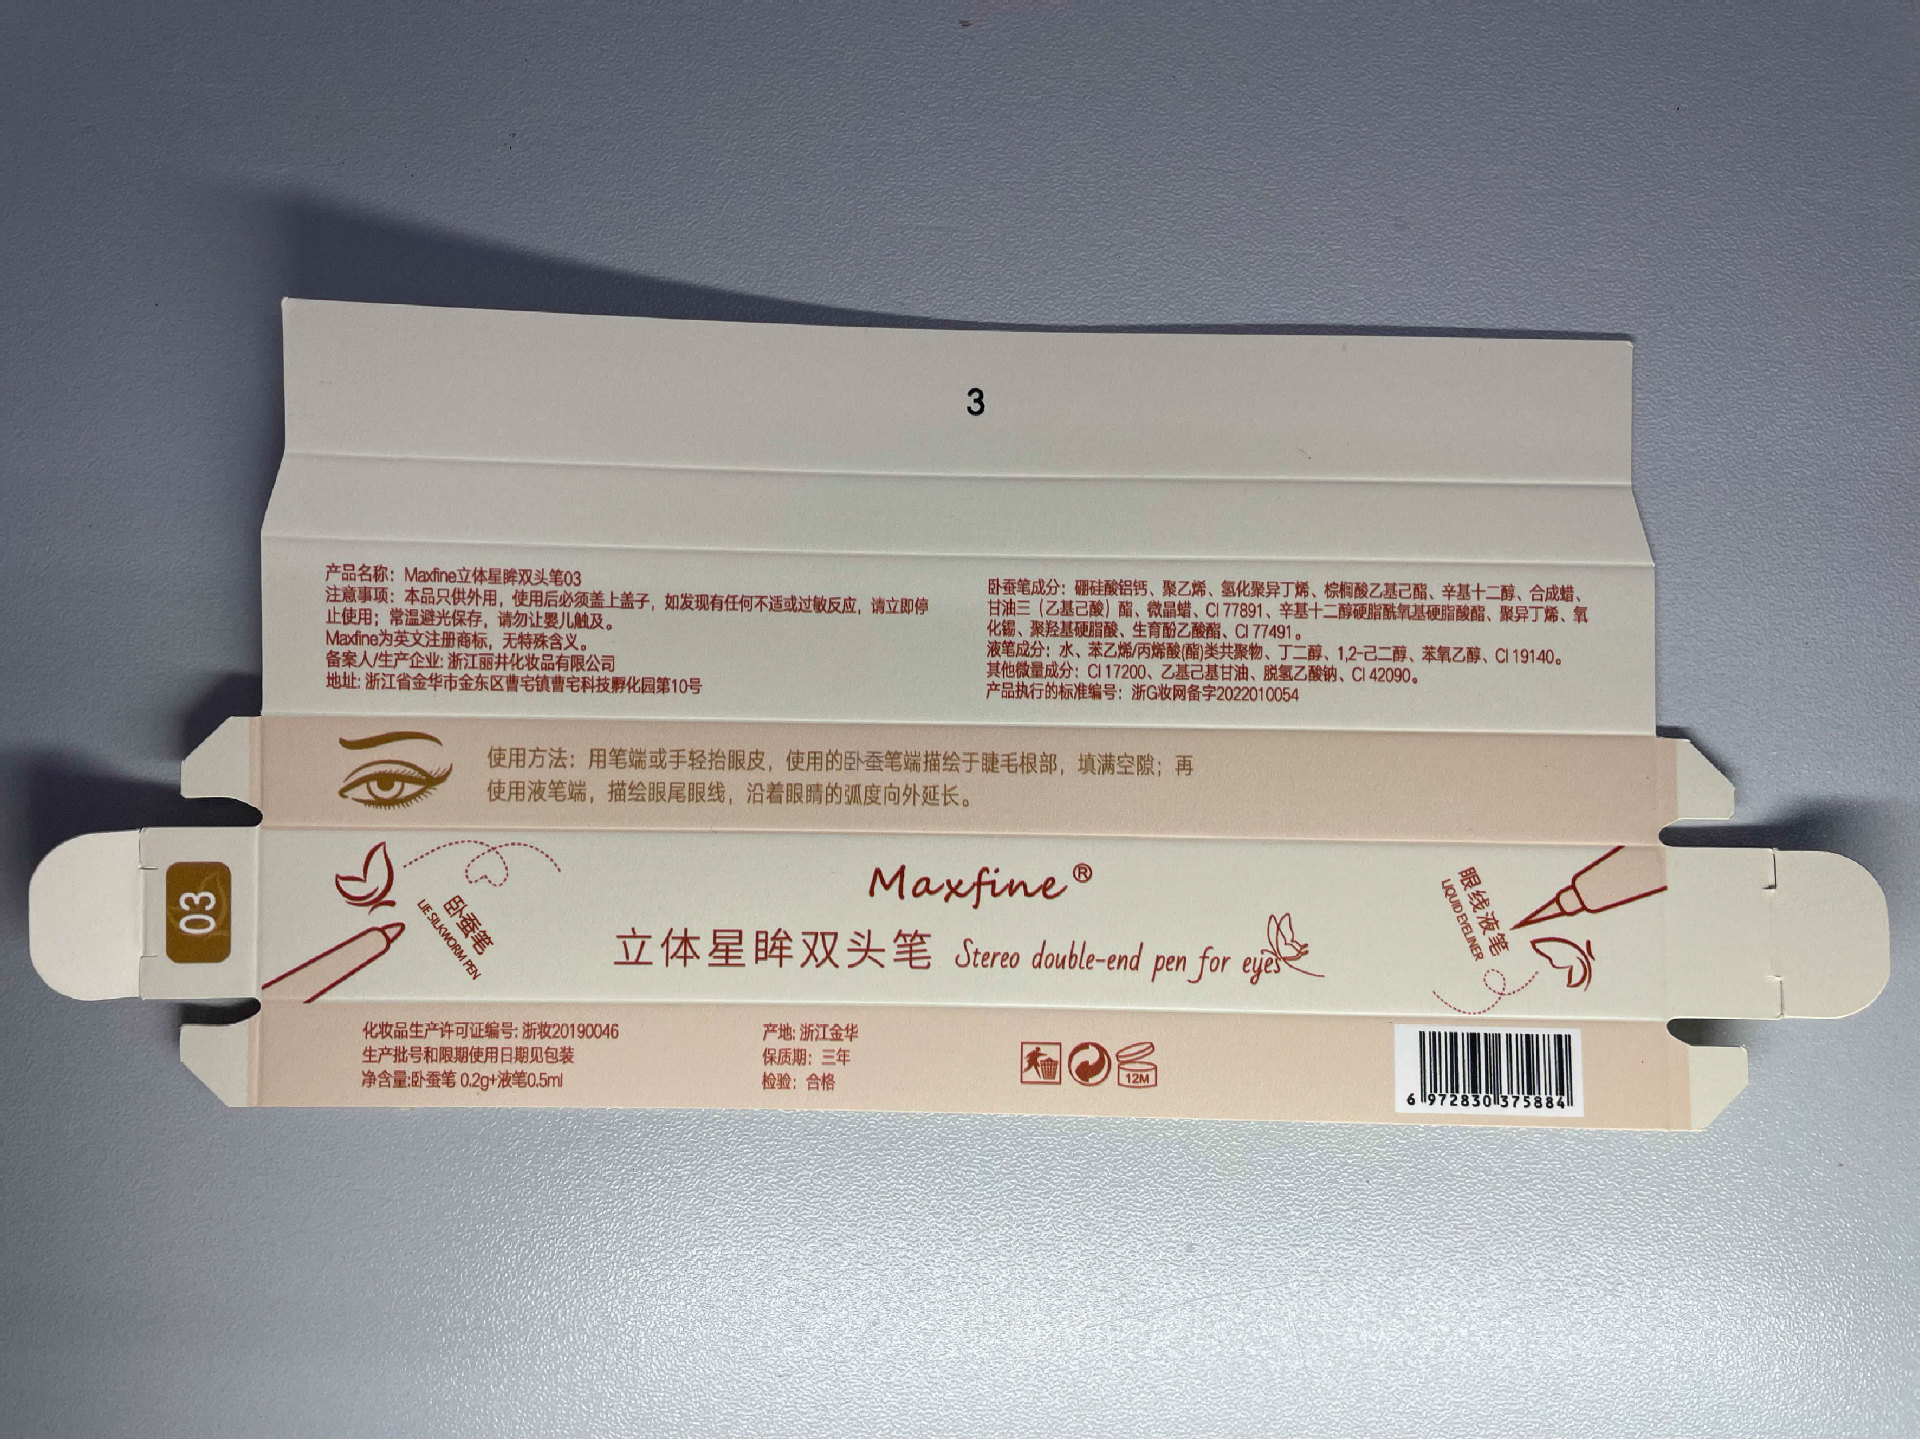 3
产品名称：Maxfine立体星眸双头笔03
注意事项：本品只供外用，使用后必须盖上盖子，如发现有任何不适或过敏反应，请立即停
止使用；常温避光保存，请勿让婴儿触及。
Maxfine为英文注册商标，无特殊含义。
备案人/生产企业: 浙江丽井化妆品有限公司
地址: 浙江省金华市金东区曹宅镇曹宅科技孵化园第10号
卧蚕笔成分：硼硅酸铝钙、聚乙烯、氢化聚异丁烯、棕榈酸乙基己酯、辛基十二醇、合成蜡、
甘油三（乙基己酸）酯、微晶蜡、CI 77891、辛基十二醇硬脂酰氧基硬脂酸酯、聚异丁烯、氧
化锡、聚羟基硬脂酸、生育酚乙酸酯、CI 77491。
液笔成分：水、苯乙烯/丙烯酸(酯)类共聚物、丁二醇、1,2-己二醇、苯氧乙醇、CI 19140。
其他微量成分：CI 17200、乙基己基甘油、脱氢乙酸钠、CI 42090。
产品执行的标准编号：浙G妆网备字2022010054
使用方法：用笔端或手轻抬眼皮，使用的卧蚕笔端描绘于睫毛根部，填满空隙；再
使用液笔端，描绘眼尾眼线，沿着眼睛的弧度向外延长。
03
卧蚕笔
LIE SILKWORM PEN
Maxfine®
立体星眸双头笔 Stereo double-end pen for eyes
眼线液笔
LIQUID EYELINER
化妆品生产许可证编号: 浙妆20190046
生产批号和限期使用日期见包装
净含量:卧蚕笔 0.2g+液笔0.5ml
产地: 浙江金华
保质期：三年
检验：合格
12M
6 972830 375884